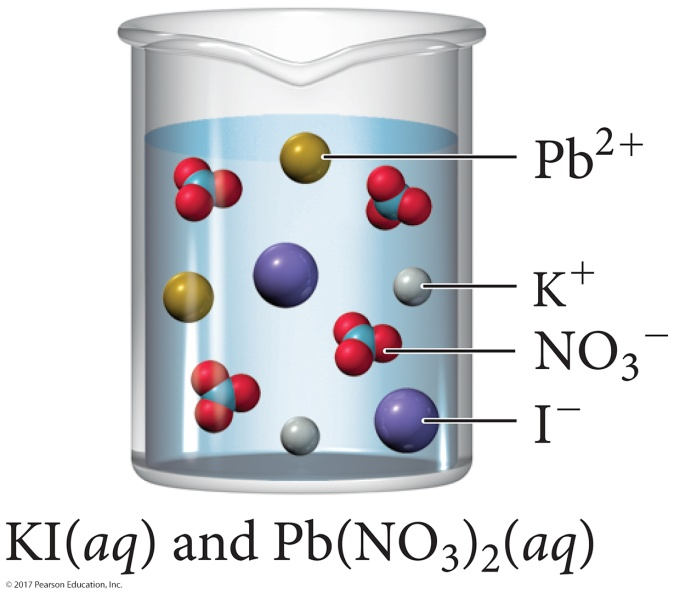 Pb²⁺
K⁺
NO₃⁻
I⁻
KI(aq) and Pb(NO₃)₂(aq)
© 2017 Pearson Education, Inc.